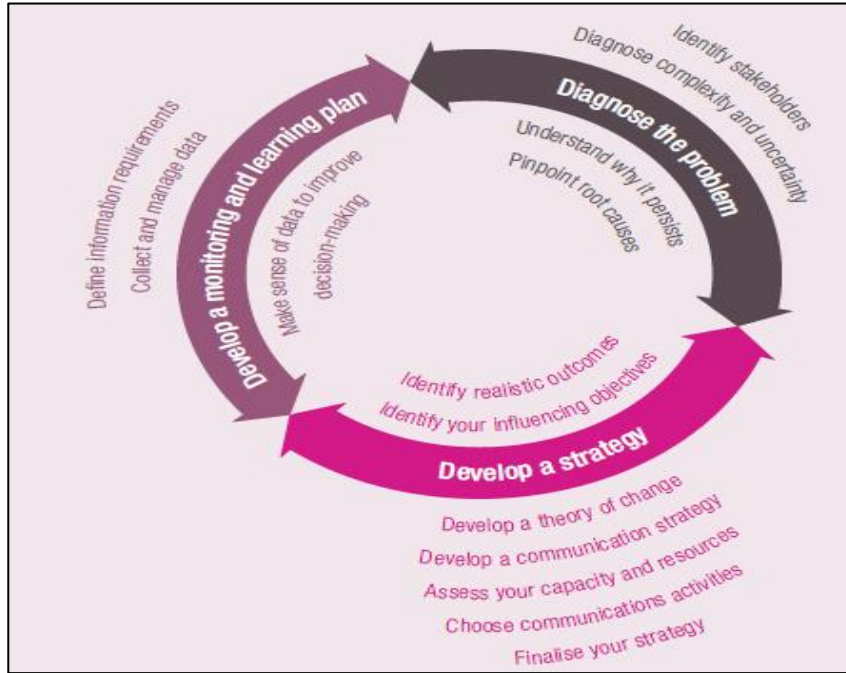 Identify stakeholders
Diagnose complexity and uncertainty
Diagnose the problem
Understand why it persists
Pinpoint root causes
Identify realistic outcomes
Identify your influencing objectives
Develop a strategy
Develop a theory of change
Develop a communication strategy
Assess your capacity and resources
Choose communications activities
Finalise your strategy
Define information requirements
Collect and manage data
Develop a monitoring and learning plan
Make sense of data to improve
decision-making